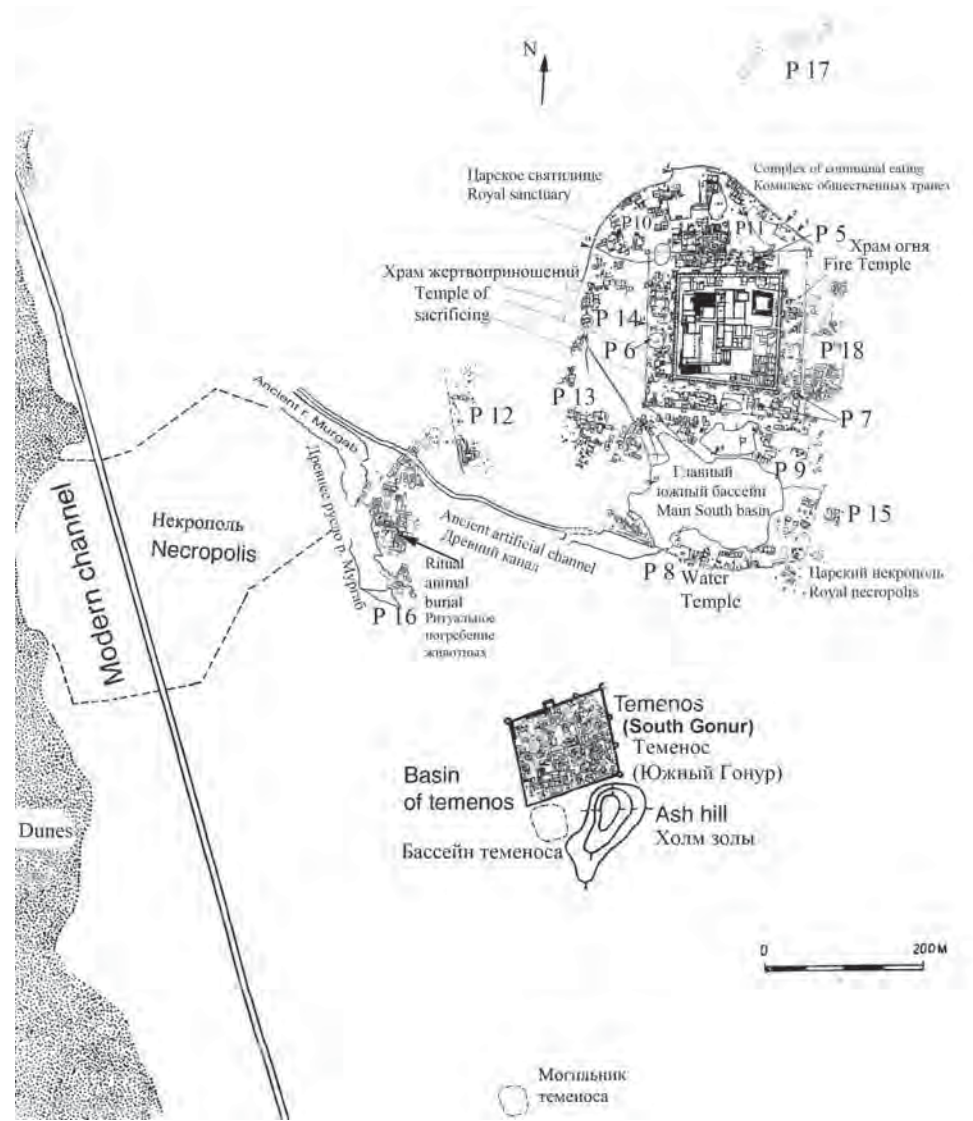 N
P 17
Царское святилище
Royal sanctuary
Complex of communal eating
Комплекс общественных трапез
P10
P11
P 5
Храм огня
Fire Temple
Храм жертвоприношений
Temple of
sacrificing
P 14
P 6
P 18
P 13
P 12
P 7
P 9
Ancient r. Murgab
Древнее русло р. Мургаб
Главный
южный бассейн
Main South basin
Modern channel
Некрополь
Necropolis
Ancient artificial channel
Древний канал
P 15
P 8
Water
Temple
Царский некрополь
Royal necropolis
Ritual
animal
burial
Ритуальное
погребение
животных
P 16
Temenos
(South Gonur)
Теменос
(Южный Гонур)
Basin
of temenos
Ash hill
Холм золы
Бассейн теменоса
Dunes
0 200 M
Могильник
теменоса